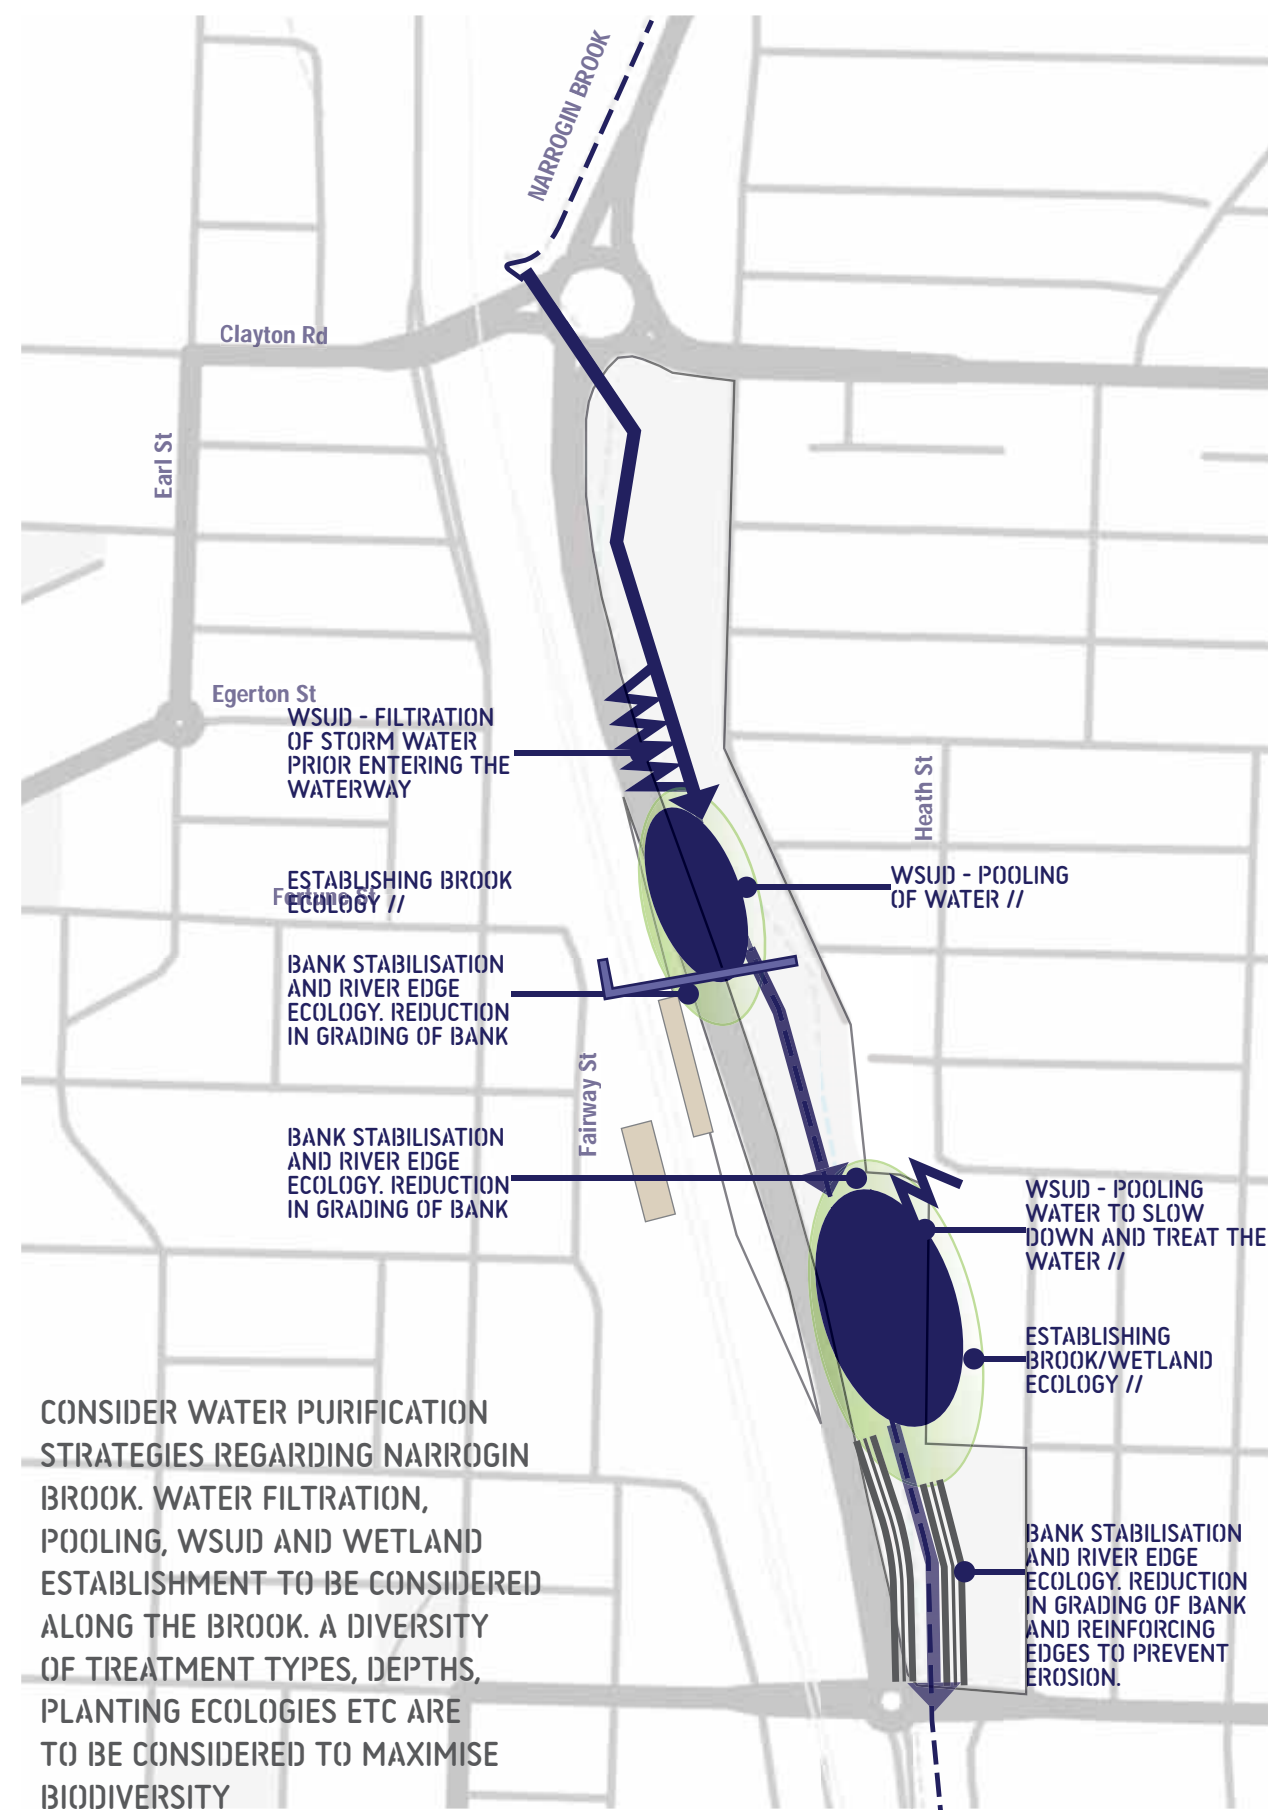 NARROGIN BROOK
Clayton Rd
Earl St
Egerton St
WSUD - FILTRATION
OF STORM WATER
PRIOR ENTERING THE
WATERWAY
Heath St
ESTABLISHING BROOK
ECOLOGY //
Fortune St
WSUD - POOLING
OF WATER //
BANK STABILISATION
AND RIVER EDGE
ECOLOGY. REDUCTION
IN GRADING OF BANK
Fairway St
BANK STABILISATION
AND RIVER EDGE
ECOLOGY. REDUCTION
IN GRADING OF BANK
WSUD - POOLING
WATER TO SLOW
DOWN AND TREAT THE
WATER //
ESTABLISHING
BROOK/WETLAND
ECOLOGY //
CONSIDER WATER PURIFICATION
STRATEGIES REGARDING NARROGIN
BROOK. WATER FILTRATION,
POOLING, WSUD AND WETLAND
ESTABLISHMENT TO BE CONSIDERED
ALONG THE BROOK. A DIVERSITY
OF TREATMENT TYPES, DEPTHS,
PLANTING ECOLOGIES ETC ARE
TO BE CONSIDERED TO MAXIMISE
BIODIVERSITY
BANK STABILISATION
AND RIVER EDGE
ECOLOGY. REDUCTION
IN GRADING OF BANK
AND REINFORCING
EDGES TO PREVENT
EROSION.